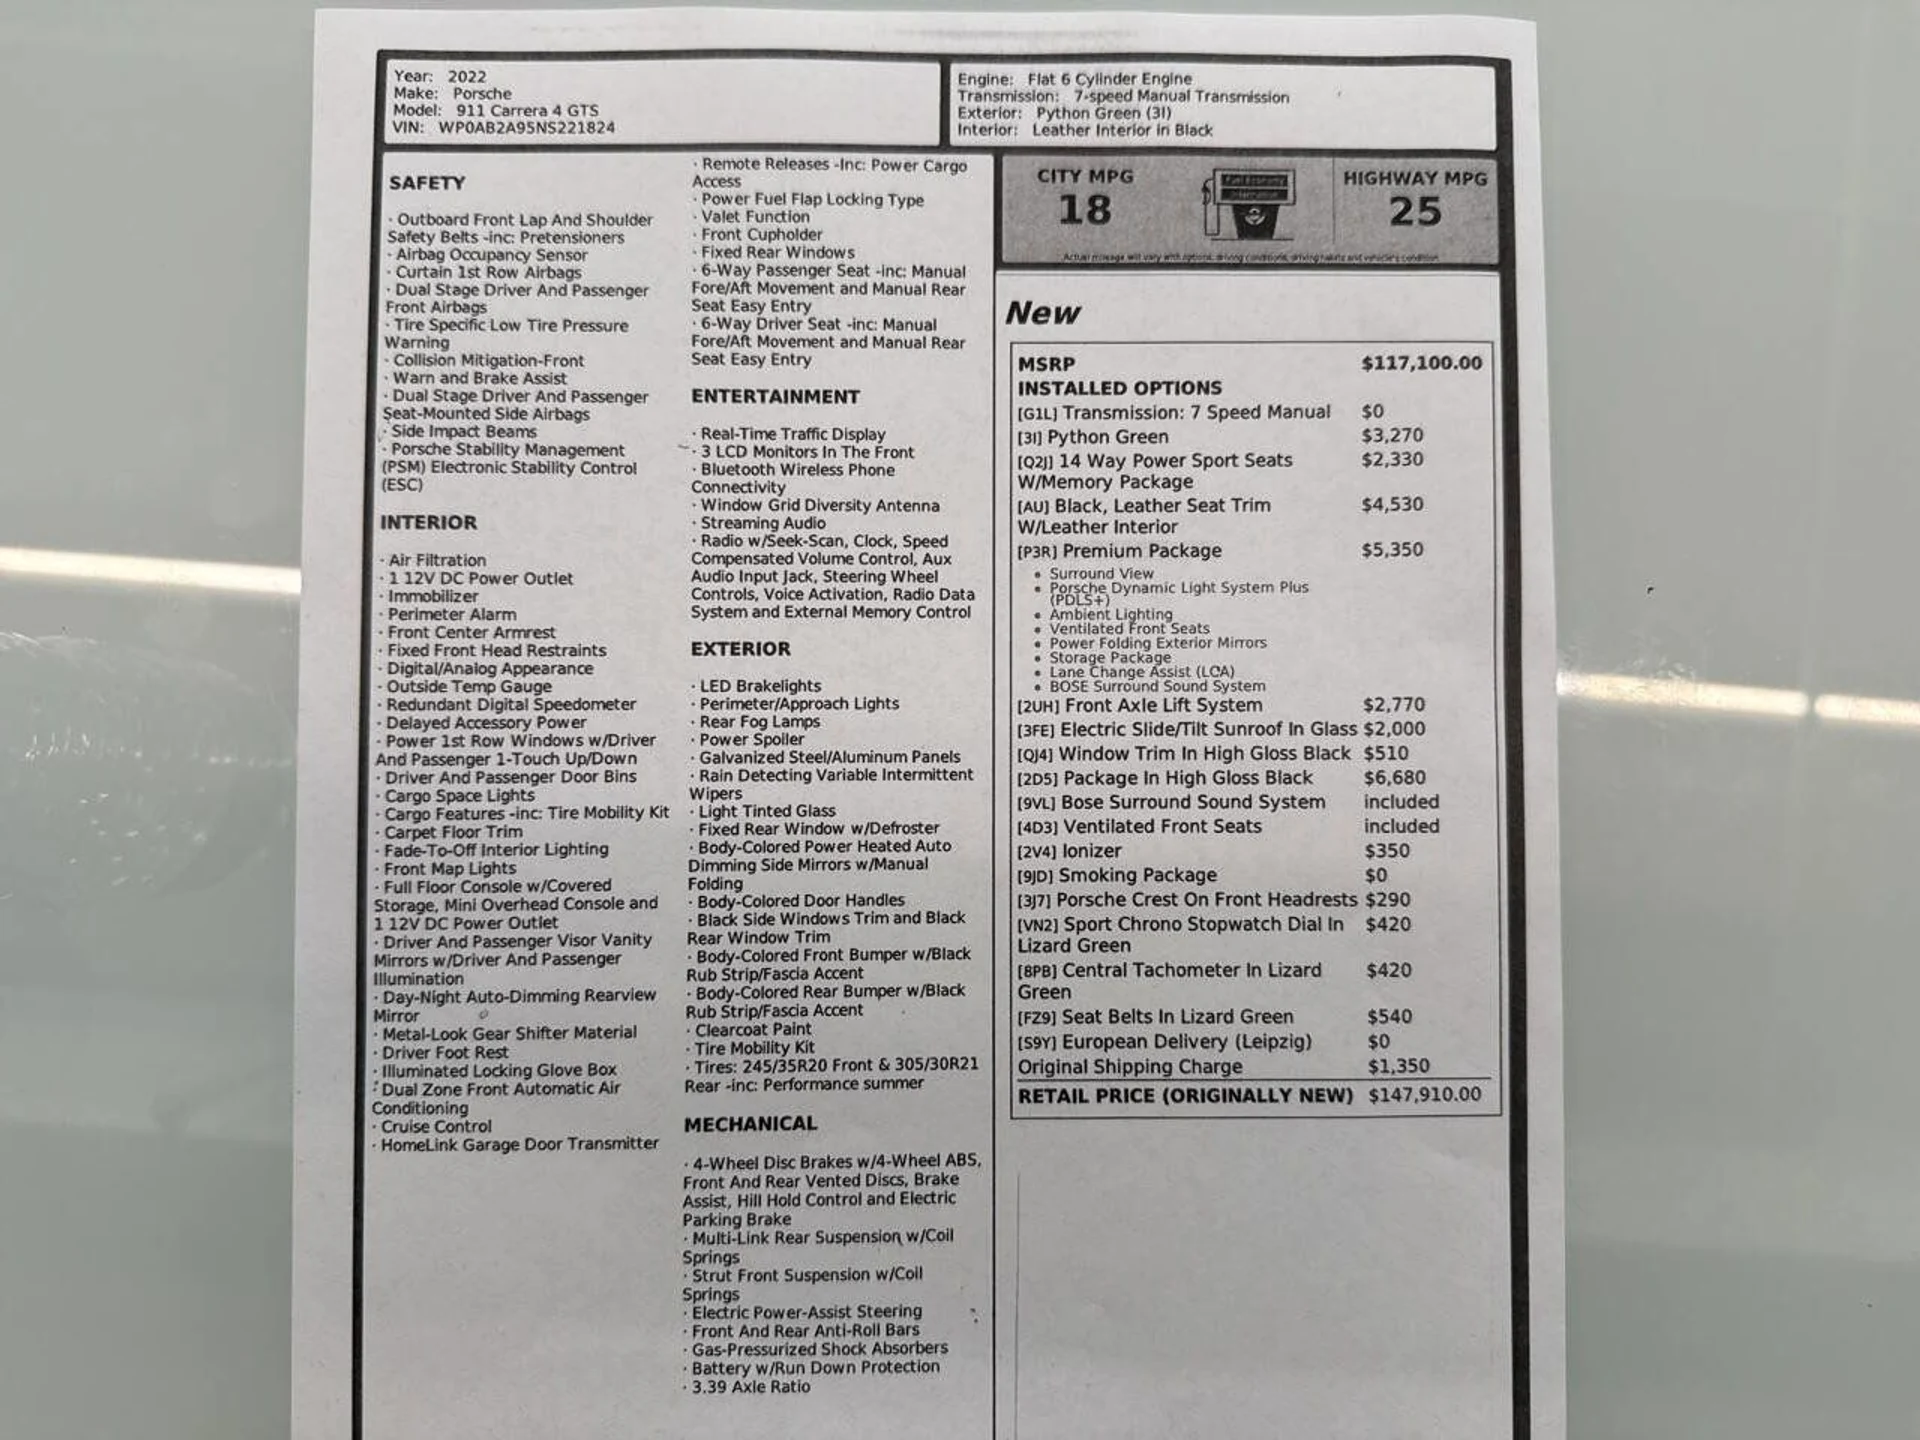 Year: 2022
Make: Porsche
Model: 911 Carrera 4 GTS
VIN: WP0AB2A95NS221824
Engine: Flat 6 Cylinder Engine
Transmission: 7-speed Manual Transmission
Exterior: Python Green (3I)
Interior: Leather Interior in Black
SAFETY
· Outboard Front Lap And Shoulder
Safety Belts -inc: Pretensioners
· Airbag Occupancy Sensor
· Curtain 1st Row Airbags
· Dual Stage Driver And Passenger
Front Airbags
· Tire Specific Low Tire Pressure
Warning
· Collision Mitigation-Front
· Warn and Brake Assist
· Dual Stage Driver And Passenger
Seat-Mounted Side Airbags
· Side Impact Beams
· Porsche Stability Management
(PSM) Electronic Stability Control
(ESC)
INTERIOR
· Air Filtration
· 1 12V DC Power Outlet
· Immobilizer
· Perimeter Alarm
· Front Center Armrest
· Fixed Front Head Restraints
· Digital/Analog Appearance
· Outside Temp Gauge
· Redundant Digital Speedometer
· Delayed Accessory Power
· Power 1st Row Windows w/Driver
And Passenger 1-Touch Up/Down
· Driver And Passenger Door Bins
· Cargo Space Lights
· Cargo Features -inc: Tire Mobility Kit
· Carpet Floor Trim
· Fade-To-Off Interior Lighting
· Front Map Lights
· Full Floor Console w/Covered
Storage, Mini Overhead Console and
1 12V DC Power Outlet
· Driver And Passenger Visor Vanity
Mirrors w/Driver And Passenger
Illumination
· Day-Night Auto-Dimming Rearview
Mirror
· Metal-Look Gear Shifter Material
· Driver Foot Rest
· Illuminated Locking Glove Box
· Dual Zone Front Automatic Air
Conditioning
· Cruise Control
· HomeLink Garage Door Transmitter
· Remote Releases -Inc: Power Cargo
Access
· Power Fuel Flap Locking Type
· Valet Function
· Front Cupholder
· Fixed Rear Windows
· 6-Way Passenger Seat -inc: Manual
Fore/Aft Movement and Manual Rear
Seat Easy Entry
· 6-Way Driver Seat -inc: Manual
Fore/Aft Movement and Manual Rear
Seat Easy Entry
ENTERTAINMENT
· Real-Time Traffic Display
· 3 LCD Monitors In The Front
· Bluetooth Wireless Phone
Connectivity
· Window Grid Diversity Antenna
· Streaming Audio
· Radio w/Seek-Scan, Clock, Speed
Compensated Volume Control, Aux
Audio Input Jack, Steering Wheel
Controls, Voice Activation, Radio Data
System and External Memory Control
EXTERIOR
· LED Brakelights
· Perimeter/Approach Lights
· Rear Fog Lamps
· Power Spoiler
· Galvanized Steel/Aluminum Panels
· Rain Detecting Variable Intermittent
Wipers
· Light Tinted Glass
· Fixed Rear Window w/Defroster
· Body-Colored Power Heated Auto
Dimming Side Mirrors w/Manual
Folding
· Body-Colored Door Handles
· Black Side Windows Trim and Black
Rear Window Trim
· Body-Colored Front Bumper w/Black
Rub Strip/Fascia Accent
· Body-Colored Rear Bumper w/Black
Rub Strip/Fascia Accent
· Clearcoat Paint
· Tire Mobility Kit
· Tires: 245/35R20 Front & 305/30R21
Rear -inc: Performance summer
MECHANICAL
· 4-Wheel Disc Brakes w/4-Wheel ABS,
Front And Rear Vented Discs, Brake
Assist, Hill Hold Control and Electric
Parking Brake
· Multi-Link Rear Suspension w/Coil
Springs
· Strut Front Suspension w/Coil
Springs
· Electric Power-Assist Steering
· Front And Rear Anti-Roll Bars
· Gas-Pressurized Shock Absorbers
· Battery w/Run Down Protection
· 3.39 Axle Ratio
CITY MPG
18
Fuel Economy
Information
HIGHWAY MPG
25
Actual mileage will vary with options, driving conditions, driving habits and vehicle's condition.
New
MSRP $117,100.00
INSTALLED OPTIONS
[G1L] Transmission: 7 Speed Manual $0
[3I] Python Green $3,270
[Q2J] 14 Way Power Sport Seats $2,330
W/Memory Package
[AU] Black, Leather Seat Trim $4,530
W/Leather Interior
[P3R] Premium Package $5,350
• Surround View
• Porsche Dynamic Light System Plus
(PDLS+)
• Ambient Lighting
• Ventilated Front Seats
• Power Folding Exterior Mirrors
• Storage Package
• Lane Change Assist (LCA)
• BOSE Surround Sound System
[2UH] Front Axle Lift System $2,770
[3FE] Electric Slide/Tilt Sunroof In Glass $2,000
[QJ4] Window Trim In High Gloss Black $510
[2D5] Package In High Gloss Black $6,680
[9VL] Bose Surround Sound System included
[4D3] Ventilated Front Seats included
[2V4] Ionizer $350
[9JD] Smoking Package $0
[3J7] Porsche Crest On Front Headrests $290
[VN2] Sport Chrono Stopwatch Dial In $420
Lizard Green
[8PB] Central Tachometer In Lizard $420
Green
[FZ9] Seat Belts In Lizard Green $540
[S9Y] European Delivery (Leipzig) $0
Original Shipping Charge $1,350
RETAIL PRICE (ORIGINALLY NEW) $147,910.00